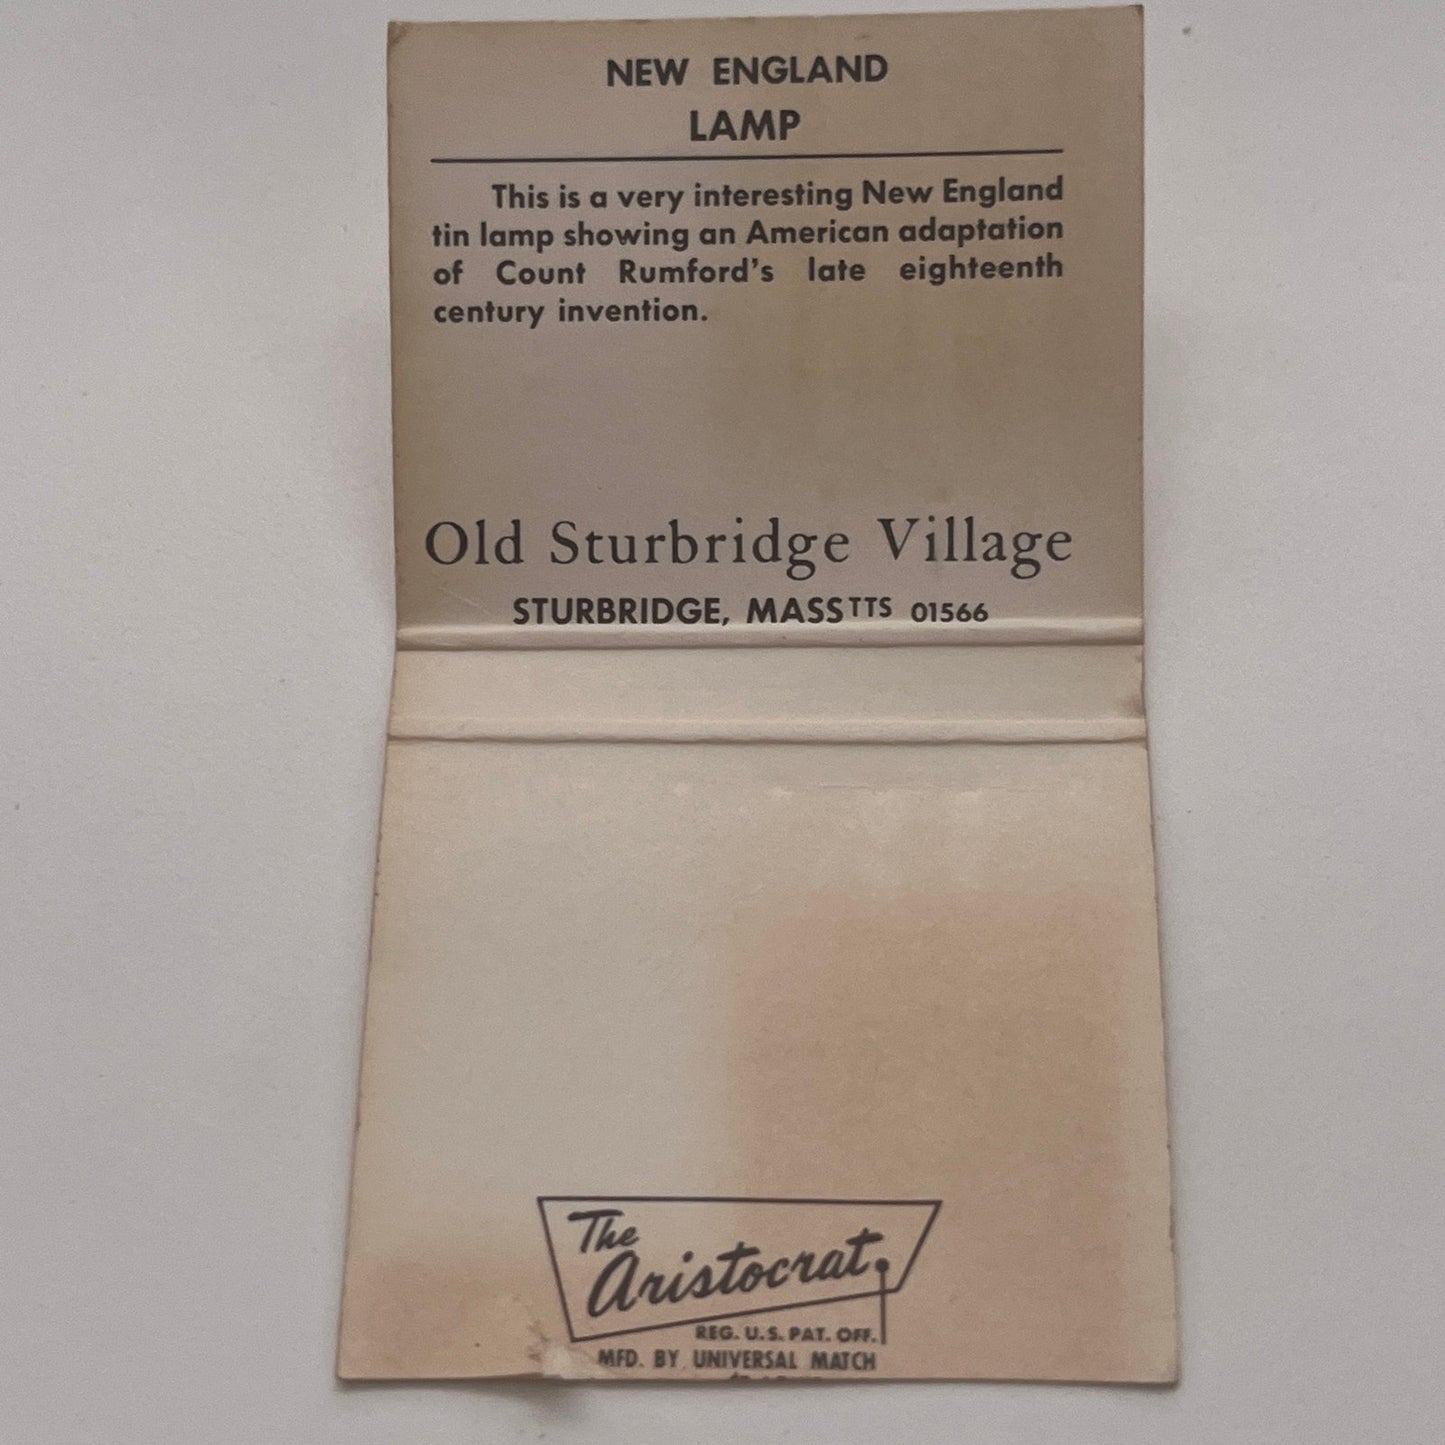 NEW ENGLAND
LAMP
This is a very interesting New England
tin lamp showing an American adaptation
of Count Rumford's late eighteenth
century invention.
Old Sturbridge Village
STURBRIDGE, MASSTTS 01566
The
Aristocrat
REG. U.S. PAT. OFF.
MFD. BY UNIVERSAL MATCH